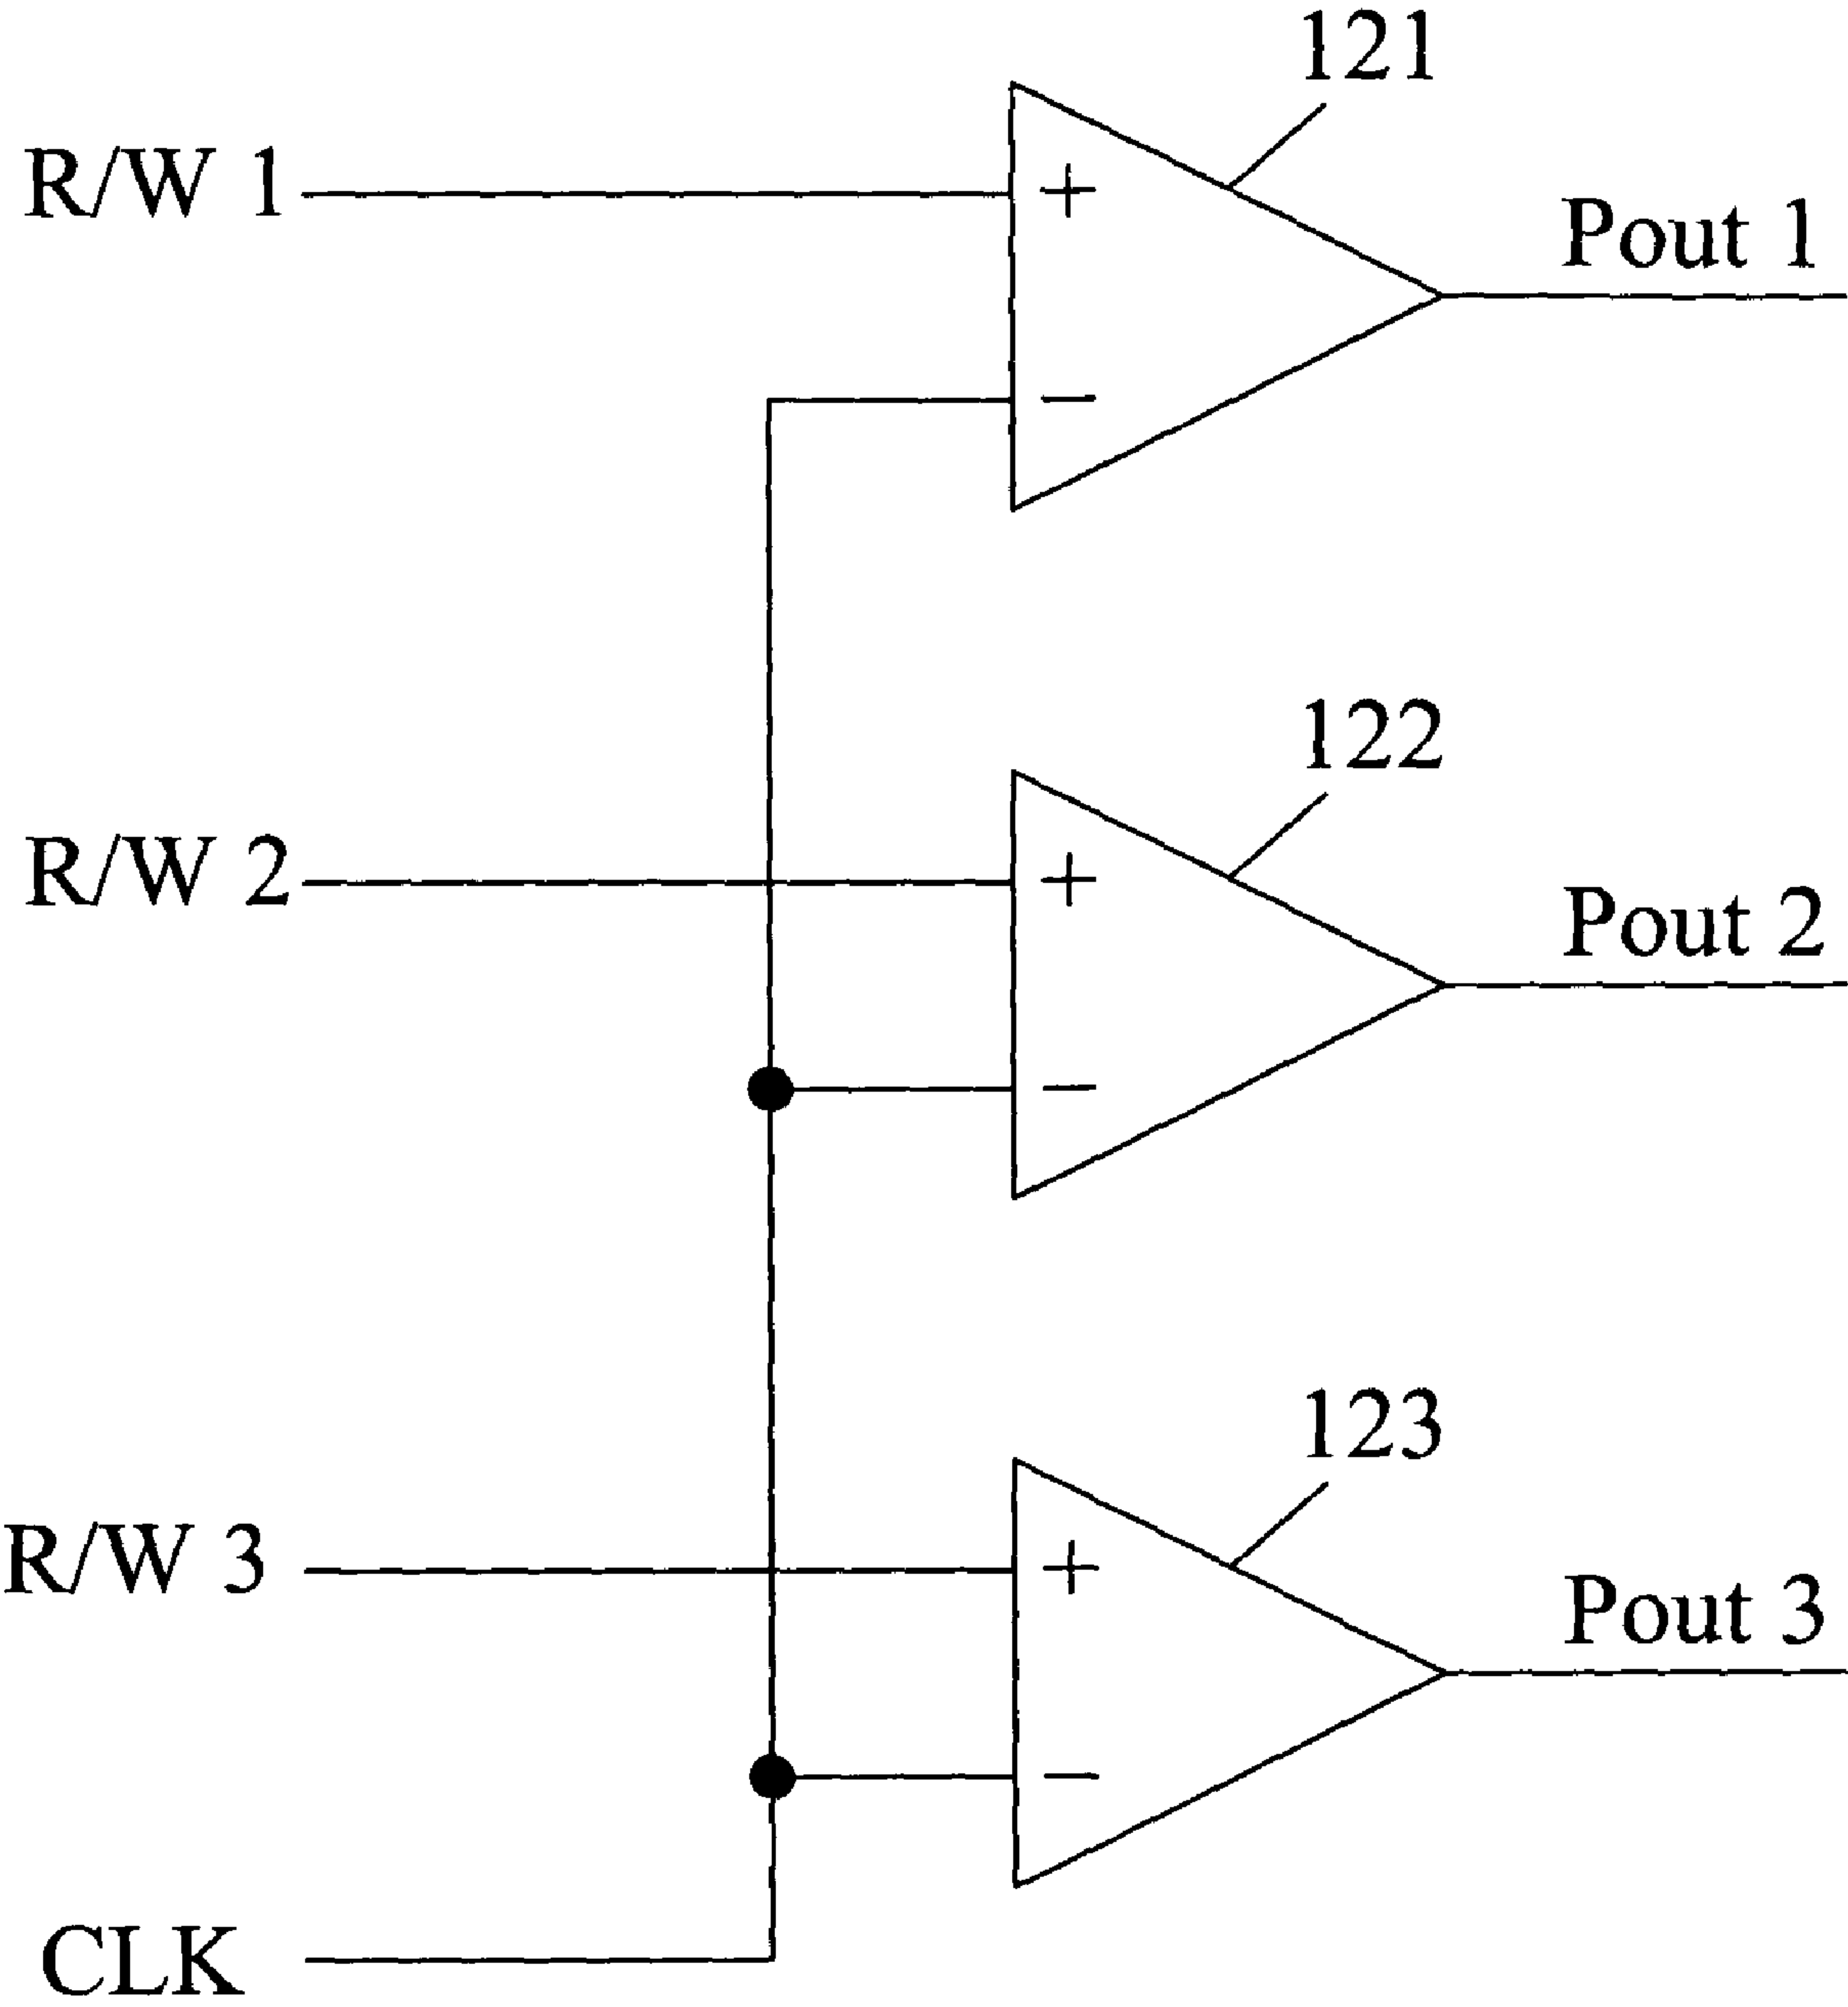 121
R/W 1
+
Pout 1
−
122
R/W 2
+
Pout 2
−
123
R/W 3
+
Pout 3
−
CLK